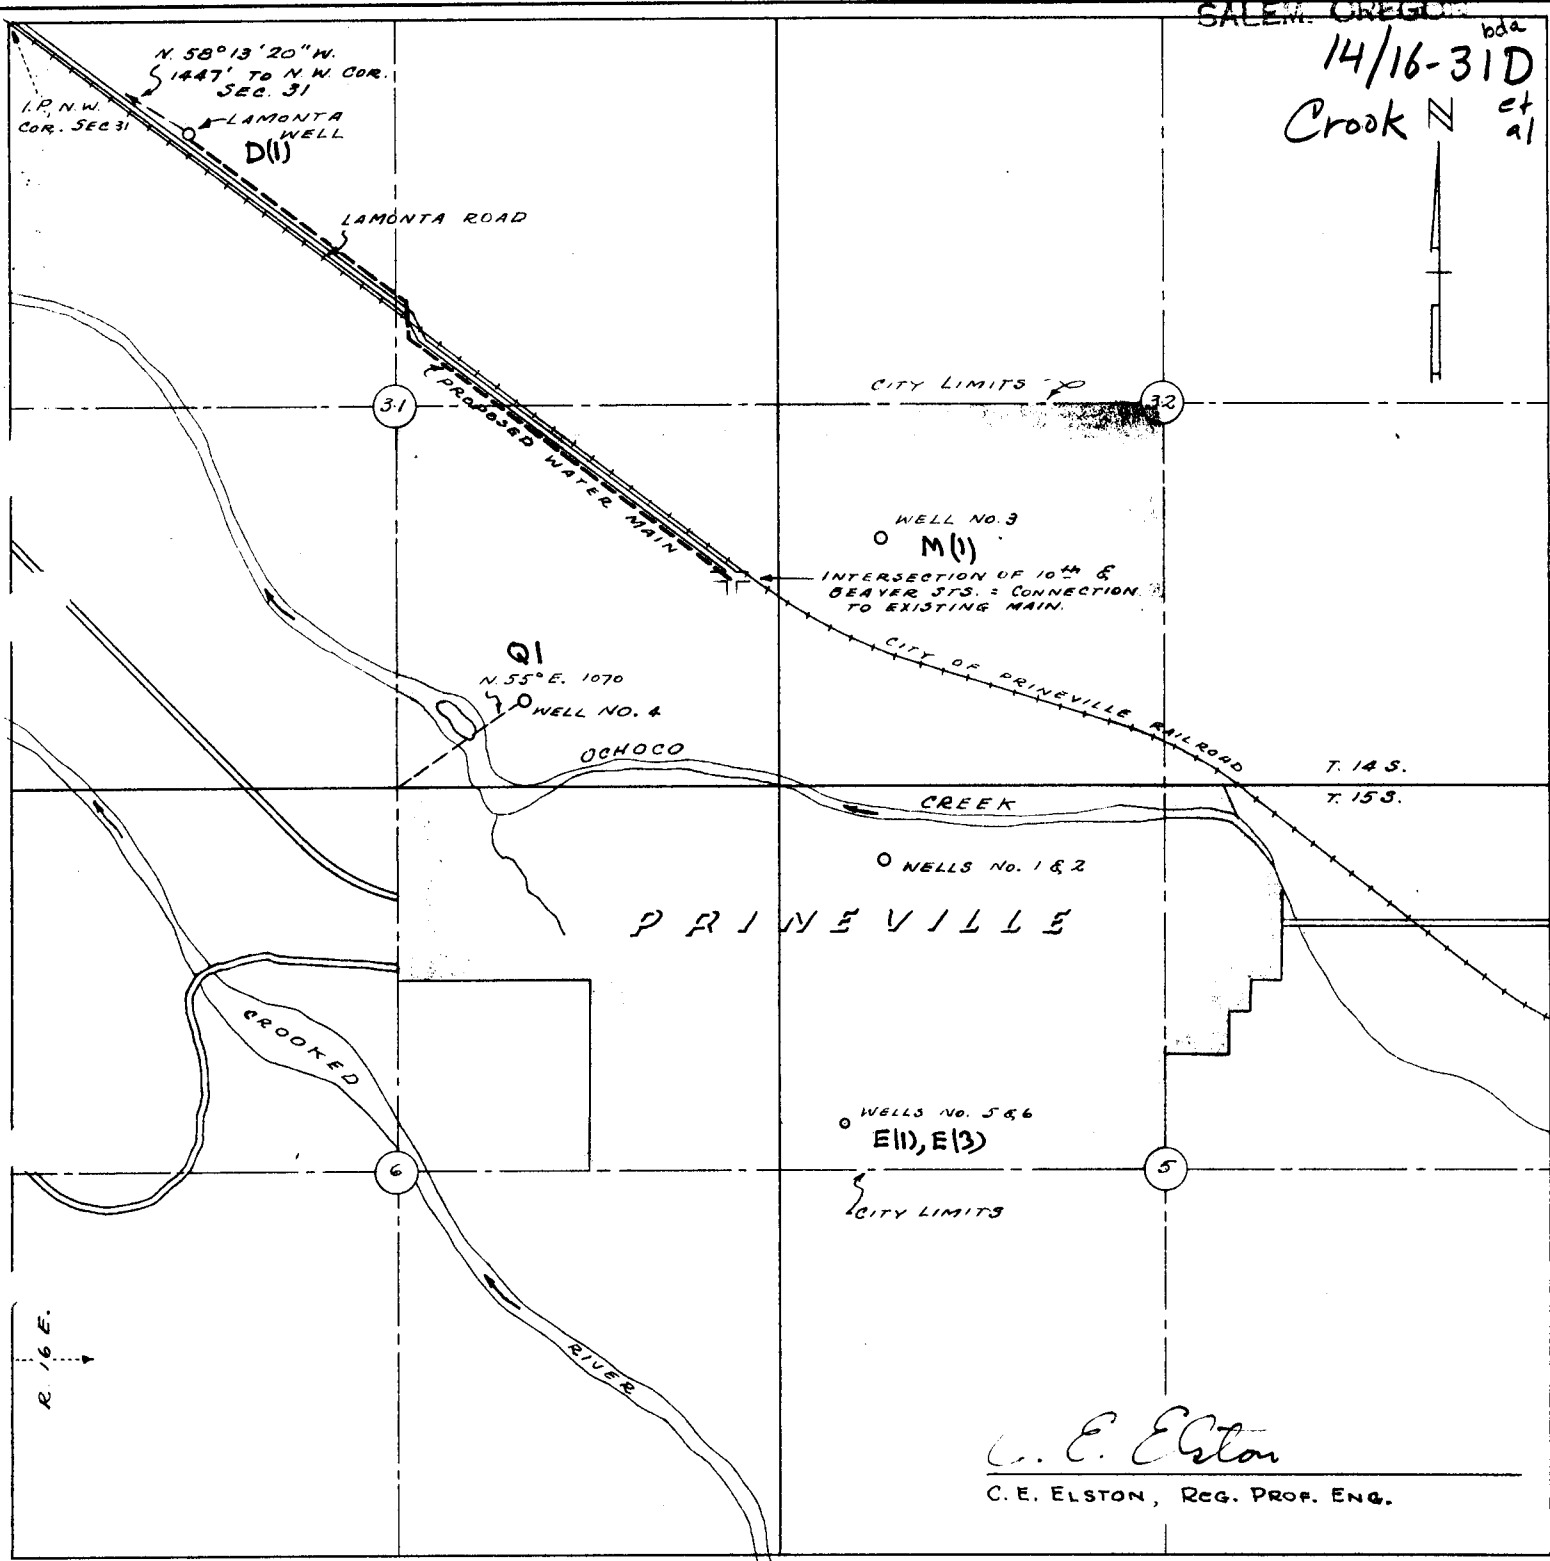 SALEM, OREGON
bda
14/16-31D
et
al
Crook N
N. 58° 13' 20" W.
1447' TO N.W. COR.
SEC. 31
I.P., N.W.
COR. SEC 31
LAMONTA
WELL
D(1)
LAMONTA ROAD
CITY LIMITS
31
32
PROPOSED WATER MAIN
WELL NO. 3
M(1)
INTERSECTION OF 10th &
BEAVER STS. = CONNECTION
TO EXISTING MAIN.
CITY OF PRINEVILLE RAILROAD
Q1
N. 55° E. 1070
WELL NO. 4
OCHOCO
CREEK
T. 14 S.
T. 15 S.
WELLS No. 1 & 2
PRINEVILLE
CROOKED
WELLS No. 5 & 6
E(1), E(3)
6
5
CITY LIMITS
R. 16 E.
RIVER
C. E. Elston
C. E. ELSTON, REG. PROF. ENG.